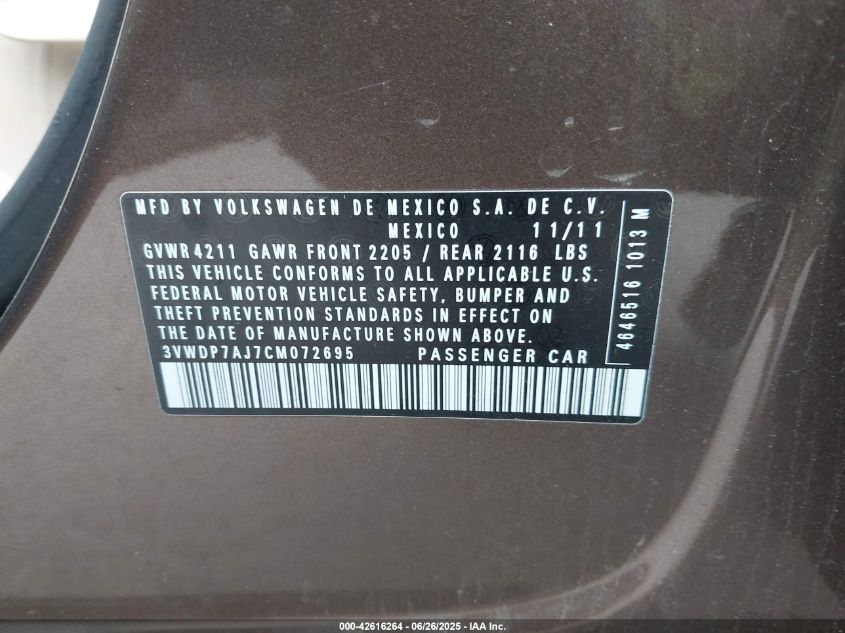 MFD BY VOLKSWAGEN DE MEXICO S.A. DE C.V.
MEXICO 11/11
GVWR 4211 GAWR FRONT 2205 / REAR 2116 LBS
THIS VEHICLE CONFORMS TO ALL APPLICABLE U.S.
FEDERAL MOTOR VEHICLE SAFETY, BUMPER AND
THEFT PREVENTION STANDARDS IN EFFECT ON
THE DATE OF MANUFACTURE SHOWN ABOVE.
3VWDP7AJ7CM072695 PASSENGER CAR
4646516 1013 M
000-42616264 - 06/26/2025 - IAA Inc.